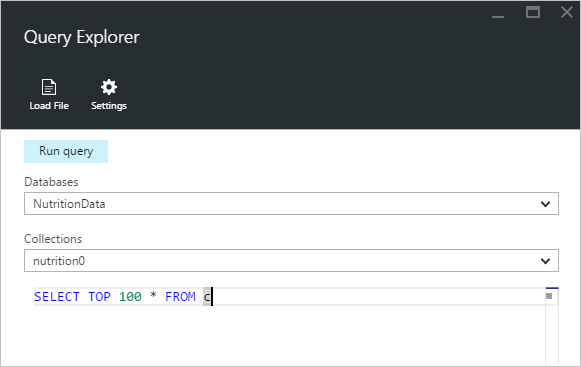 Query Explorer
Load File Settings
Run query
Databases
NutritionData
Collections
nutrition0
SELECT TOP 100 * FROM c